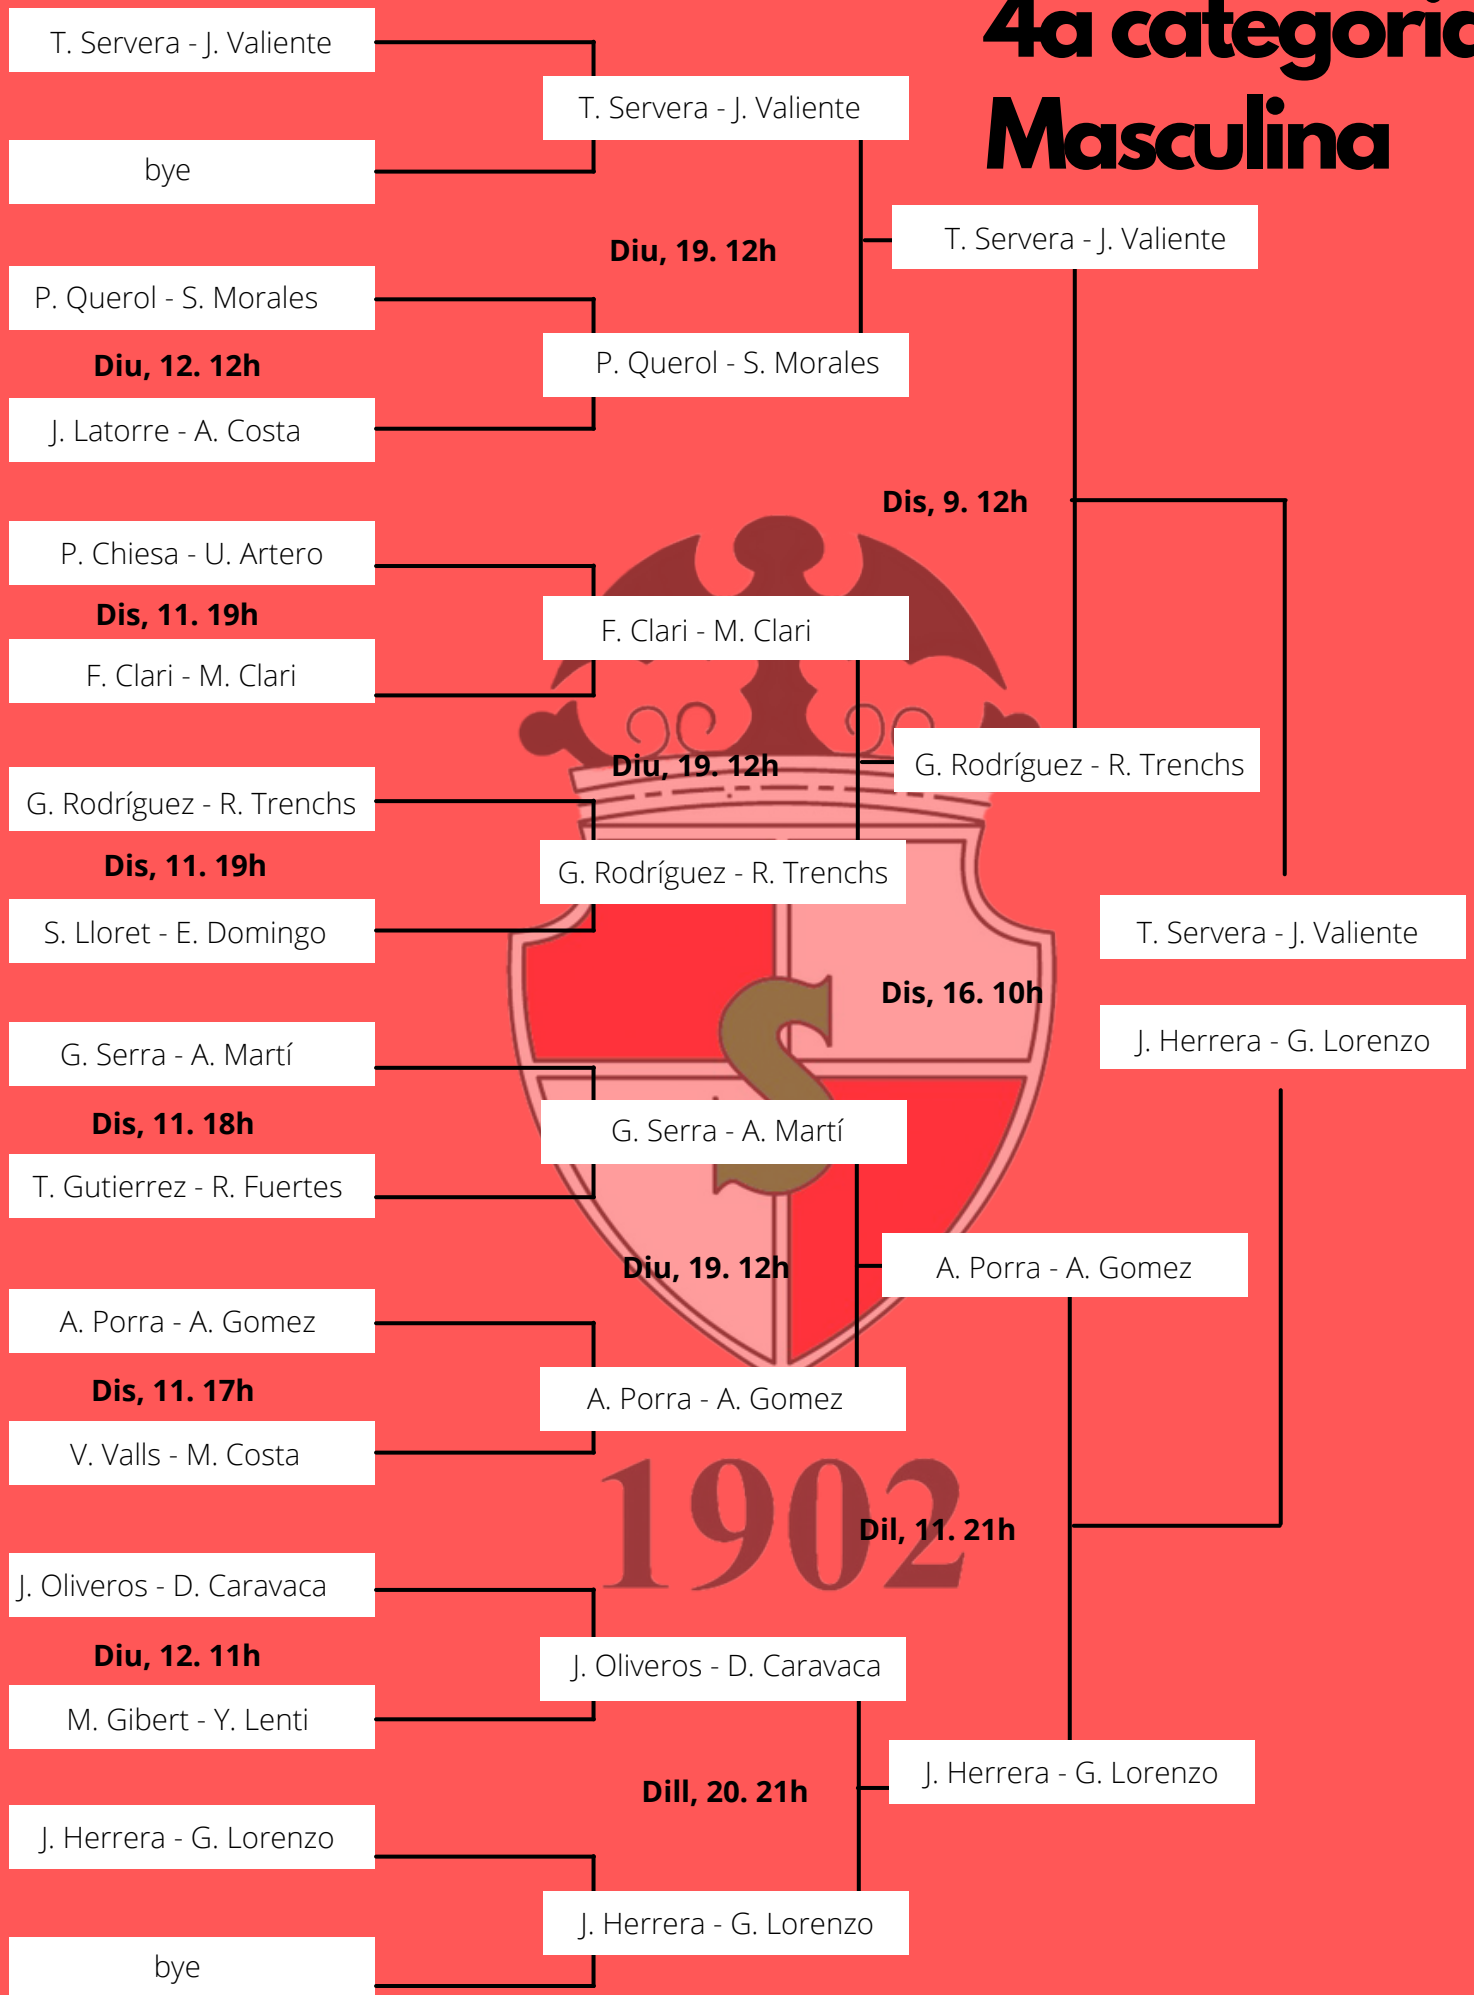 4a categoria
Masculina
T. Servera - J. Valiente
bye
P. Querol - S. Morales
Diu, 12. 12h
J. Latorre - A. Costa
P. Chiesa - U. Artero
Dis, 11. 19h
F. Clari - M. Clari
G. Rodríguez - R. Trenchs
Dis, 11. 19h
S. Lloret - E. Domingo
G. Serra - A. Martí
Dis, 11. 18h
T. Gutierrez - R. Fuertes
A. Porra - A. Gomez
Dis, 11. 17h
V. Valls - M. Costa
J. Oliveros - D. Caravaca
Diu, 12. 11h
M. Gibert - Y. Lenti
J. Herrera - G. Lorenzo
bye
T. Servera - J. Valiente
Diu, 19. 12h
P. Querol - S. Morales
F. Clari - M. Clari
Diu, 19. 12h
G. Rodríguez - R. Trenchs
G. Serra - A. Martí
Diu, 19. 12h
A. Porra - A. Gomez
J. Oliveros - D. Caravaca
Dill, 20. 21h
J. Herrera - G. Lorenzo
T. Servera - J. Valiente
Dis, 9. 12h
G. Rodríguez - R. Trenchs
A. Porra - A. Gomez
Dil, 11. 21h
J. Herrera - G. Lorenzo
T. Servera - J. Valiente
Dis, 16. 10h
J. Herrera - G. Lorenzo
S
1902